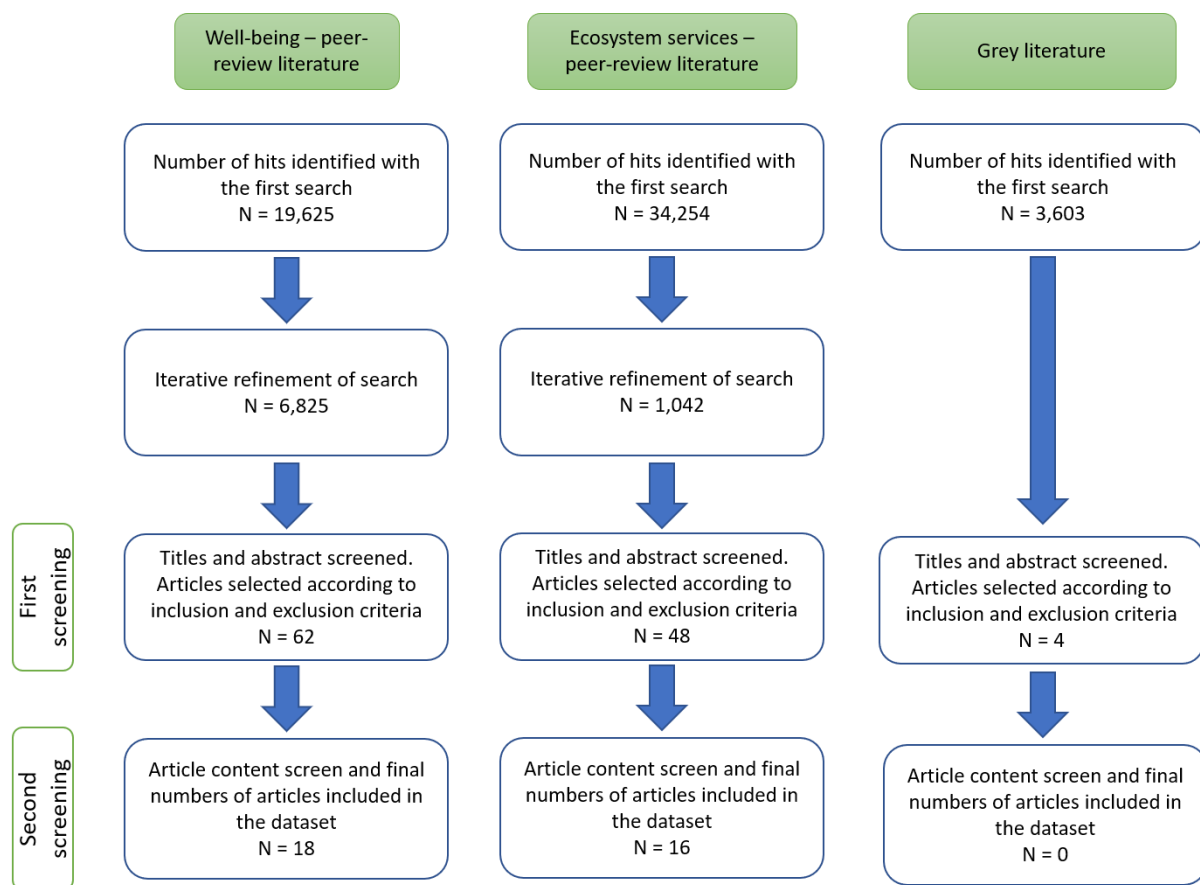 Well-being – peer-
review literature
Ecosystem services –
peer-review literature
Grey literature
Number of hits identified with
the first search
N = 19,625
Number of hits identified with
the first search
N = 34,254
Number of hits identified with
the first search
N = 3,603
Iterative refinement of search
N = 6,825
Iterative refinement of search
N = 1,042
First
screening
Titles and abstract screened.
Articles selected according to
inclusion and exclusion criteria
N = 62
Titles and abstract screened.
Articles selected according to
inclusion and exclusion criteria
N = 48
Titles and abstract screened.
Articles selected according to
inclusion and exclusion criteria
N = 4
Second
screening
Article content screen and final
numbers of articles included in
the dataset
N = 18
Article content screen and final
numbers of articles included in
the dataset
N = 16
Article content screen and final
numbers of articles included in
the dataset
N = 0